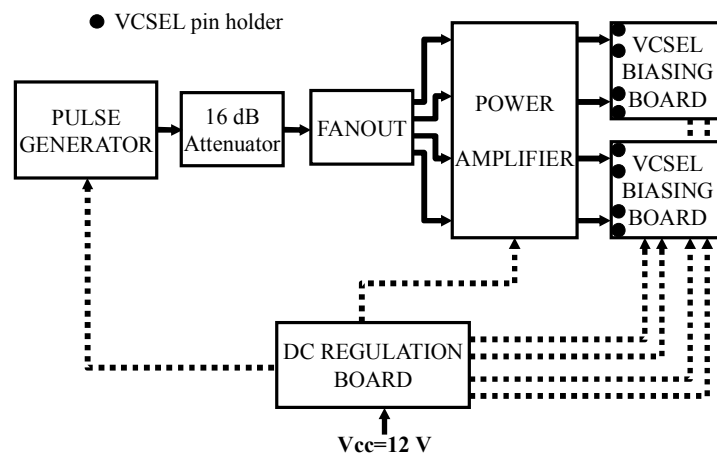 VCSEL pin holder
PULSE
GENERATOR
16 dB
Attenuator
FANOUT
POWER
AMPLIFIER
VCSEL
BIASING
BOARD
VCSEL
BIASING
BOARD
DC REGULATION
BOARD
Vcc=12 V